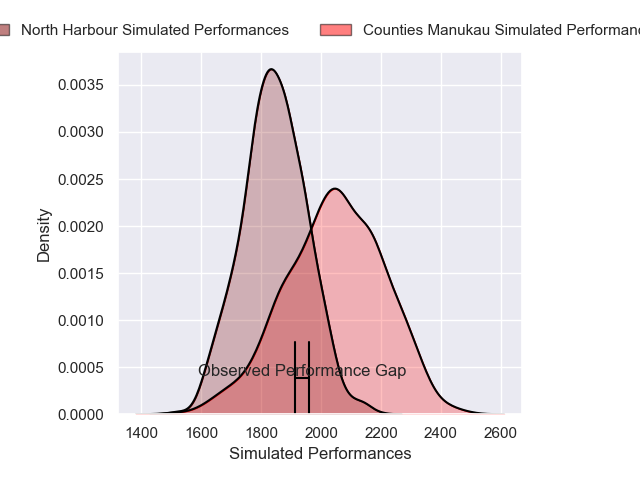 North Harbour Simulated Performances
Counties Manukau Simulated
0.0035
0.0030
0.0025
0.0020
0.0015
0.0010
0.0005
0.0000
Density
Observed Performance Gap
1400 1600 1800 2000 2200 2400 2600
Simulated Performances